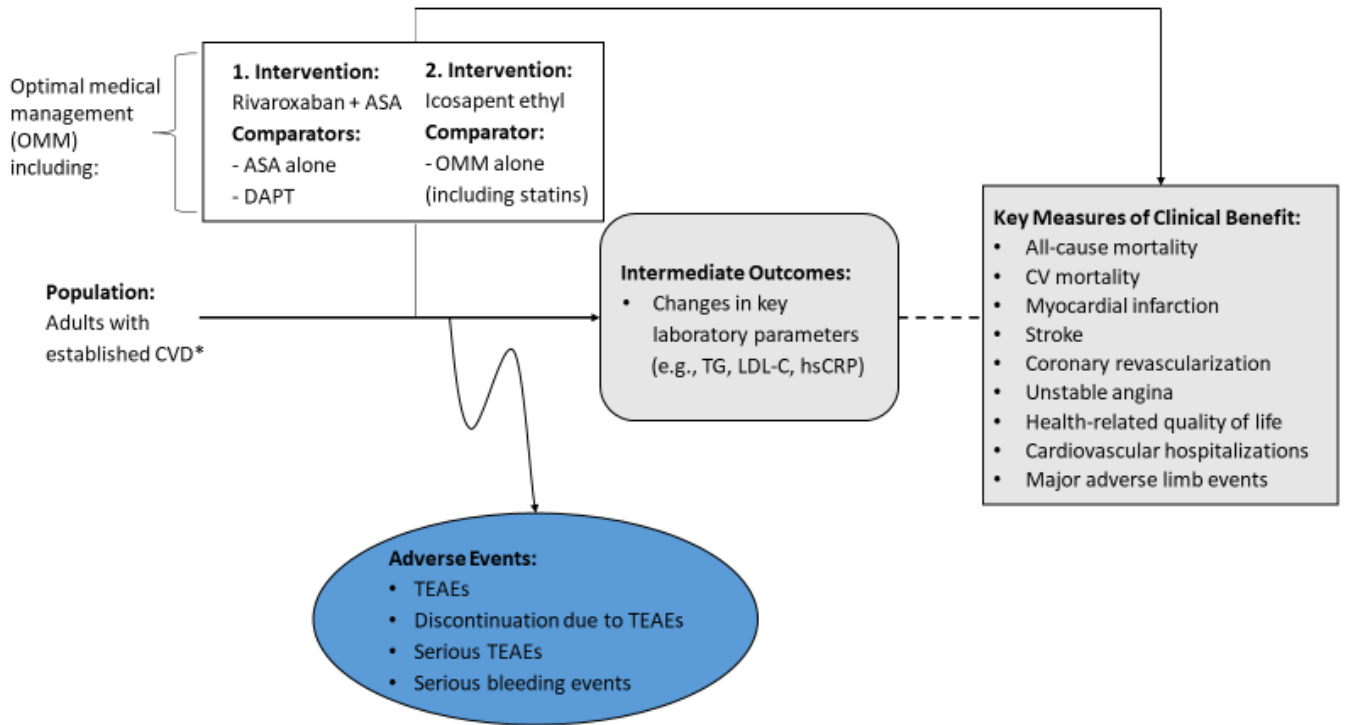 Optimal medical
management
(OMM)
including:
1. Intervention:
Rivaroxaban + ASA
Comparators:
- ASA alone
- DAPT
2. Intervention:
Icosapent ethyl
Comparator:
- OMM alone
(including statins)
Population:
Adults with
established CVD*
Intermediate Outcomes:
• Changes in key
laboratory parameters
(e.g., TG, LDL-C, hsCRP)
Key Measures of Clinical Benefit:
• All-cause mortality
• CV mortality
• Myocardial infarction
• Stroke
• Coronary revascularization
• Unstable angina
• Health-related quality of life
• Cardiovascular hospitalizations
• Major adverse limb events
Adverse Events:
• TEAEs
• Discontinuation due to TEAEs
• Serious TEAEs
• Serious bleeding events